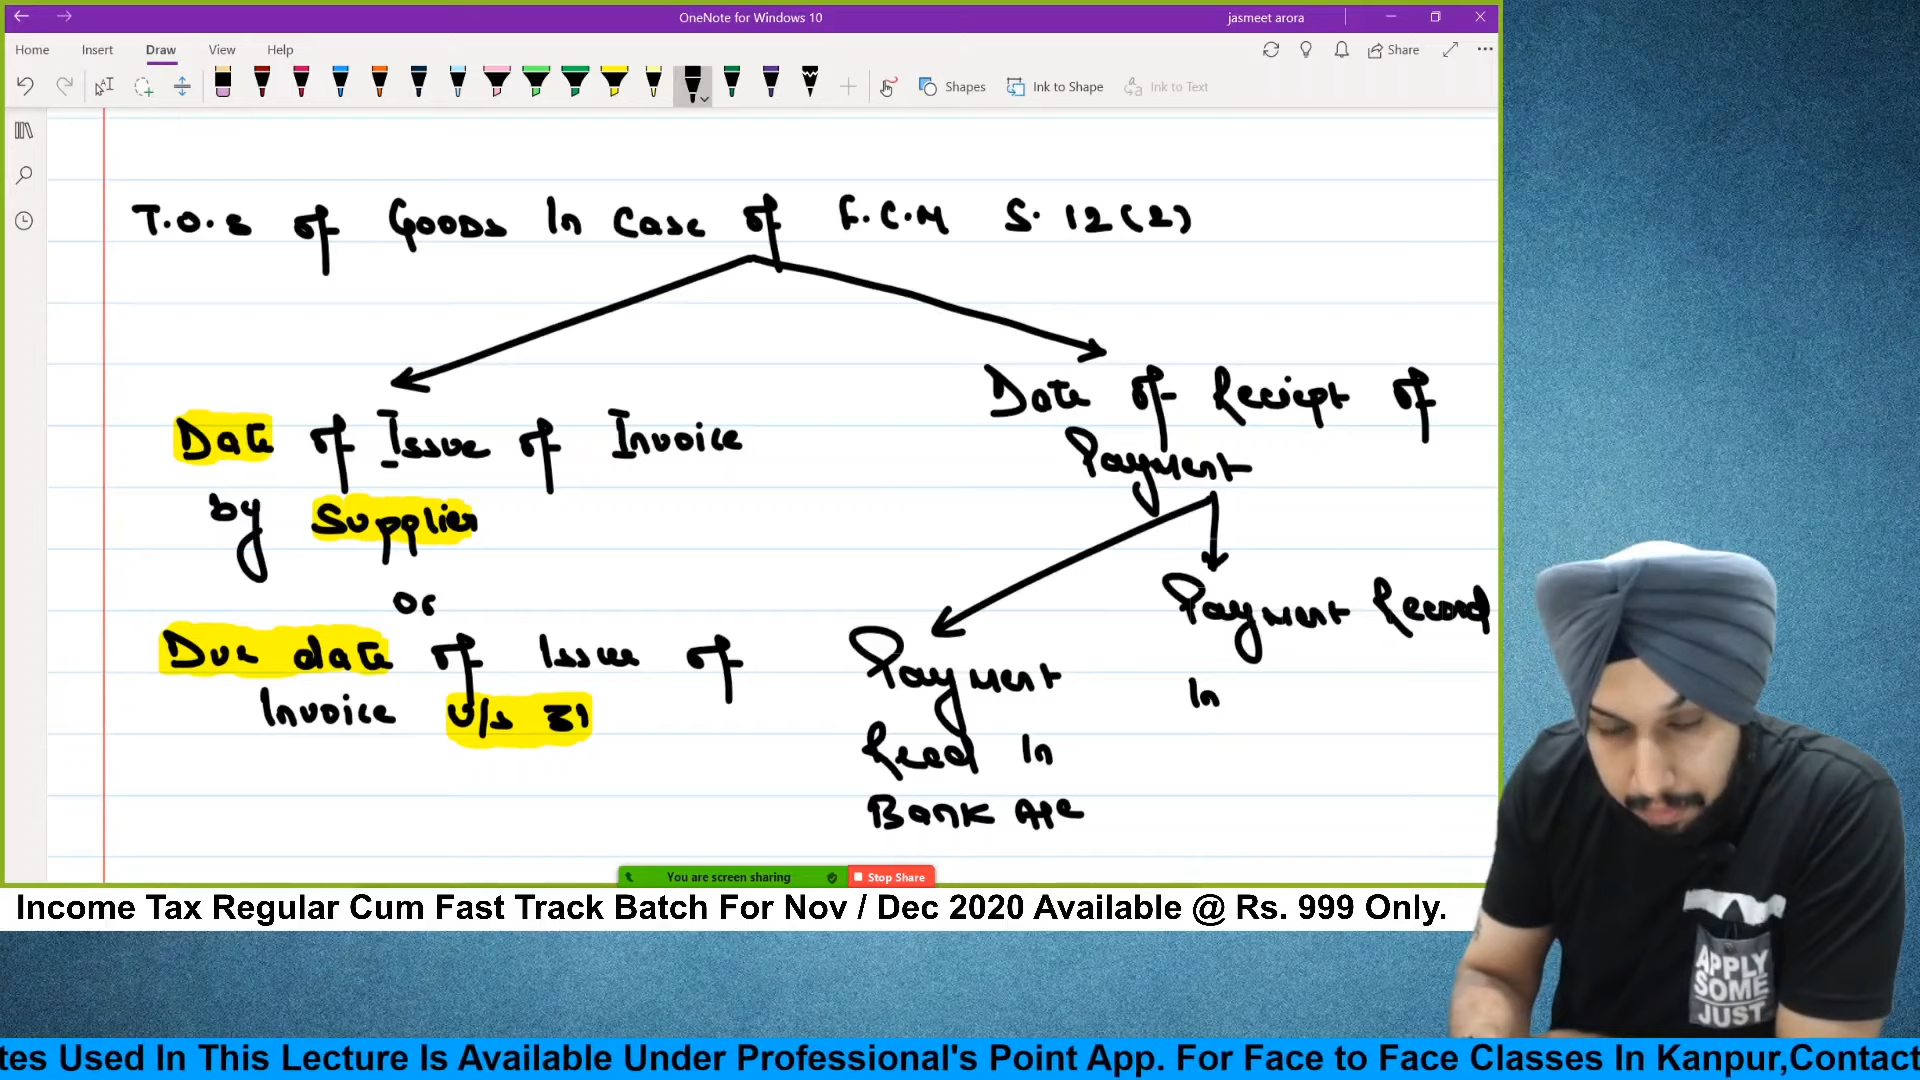 OneNote for Windows 10
jasmeet arora
Home Insert Draw View Help
Share
Shapes Ink to Shape Ink to Text
T.O.S of Goods In Case of F.C.M S. 12(2)
Date of Issue of Invoice
by Supplier
or
Due date of Issue of
Invoice U/s 31
Date of Reciept of
Payment
Payment Record
In
Payment
Recd In
Bank A/c
You are screen sharing Stop Share
Income Tax Regular Cum Fast Track Batch For Nov / Dec 2020 Available @ Rs. 999 Only.
APPLY
SOME
JUST
tes Used In This Lecture Is Available Under Professional's Point App. For Face to Face Classes In Kanpur,Contact